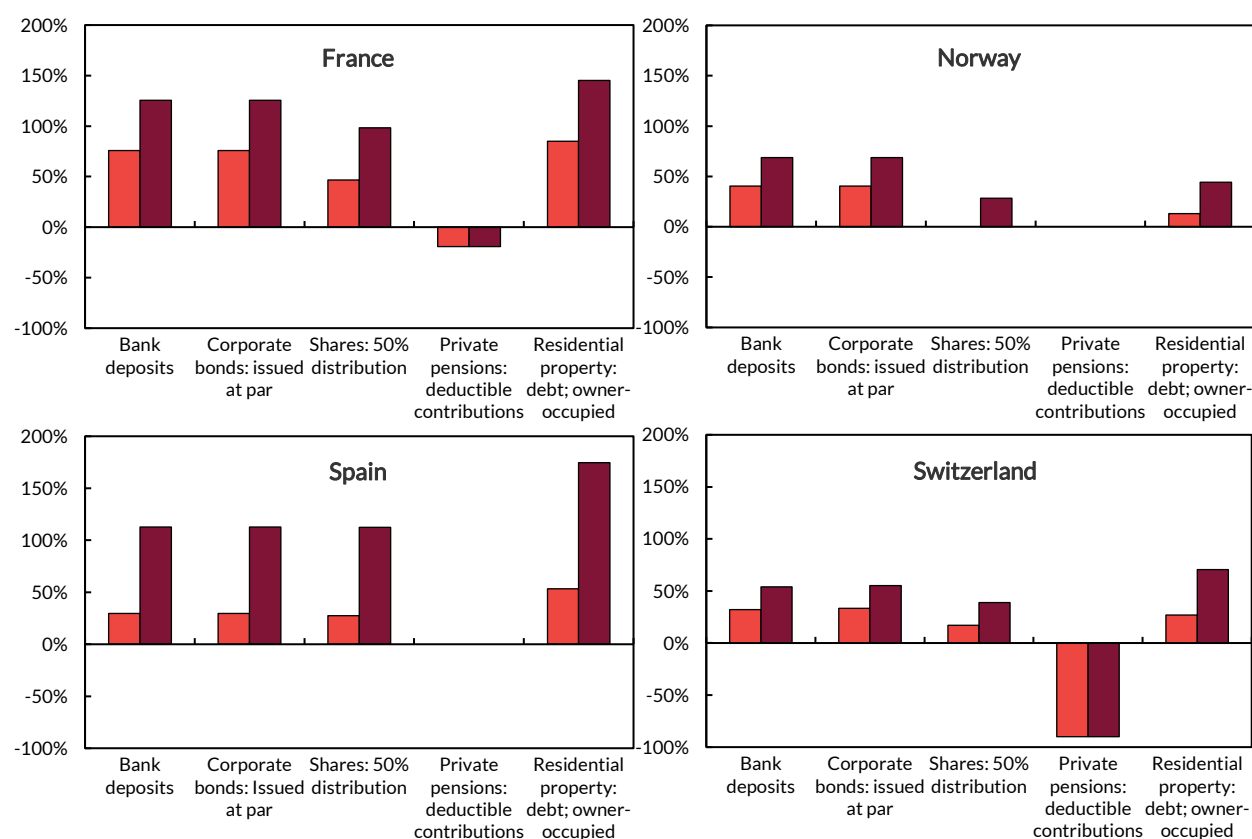 France
200%
150%
100%
50%
0%
-50%
-100%
Bank
deposits
Corporate
bonds: issued
at par
Shares: 50%
distribution
Private
pensions:
deductible
contributions
Residential
property:
debt; owner-
occupied
Norway
200%
150%
100%
50%
0%
-50%
-100%
Bank
deposits
Corporate
bonds: issued
at par
Shares: 50%
distribution
Private
pensions:
deductible
contributions
Residential
property:
debt; owner-
occupied
Spain
200%
150%
100%
50%
0%
-50%
-100%
Bank
deposits
Corporate
bonds: Issued
at par
Shares: 50%
distribution
Private
pensions:
deductible
contributions
Residential
property:
debt; owner-
occupied
Switzerland
200%
150%
100%
50%
0%
-50%
-100%
Bank
deposits
Corporate
bonds: issued
at par
Shares: 50%
distribution
Private
pensions:
deductible
contributions
Residential
property:
debt; owner-
occupied